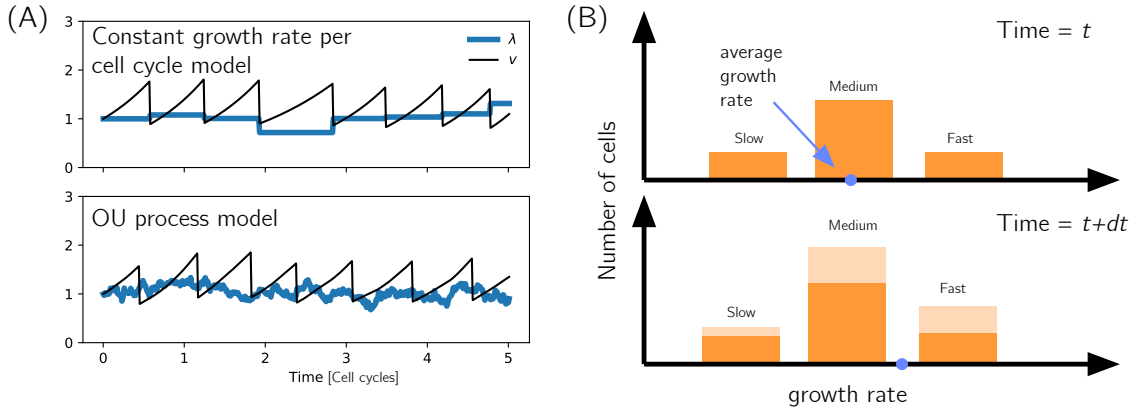 (A)
3
2
1
0
Constant growth rate per
cell cycle model
λ
v
3
2
1
0
OU process model
0
1
2
3
4
5
Time [Cell cycles]
(B)
Time = t
average
growth
rate
Slow
Medium
Fast
Number of cells
Time = t+dt
Slow
Medium
Fast
growth rate